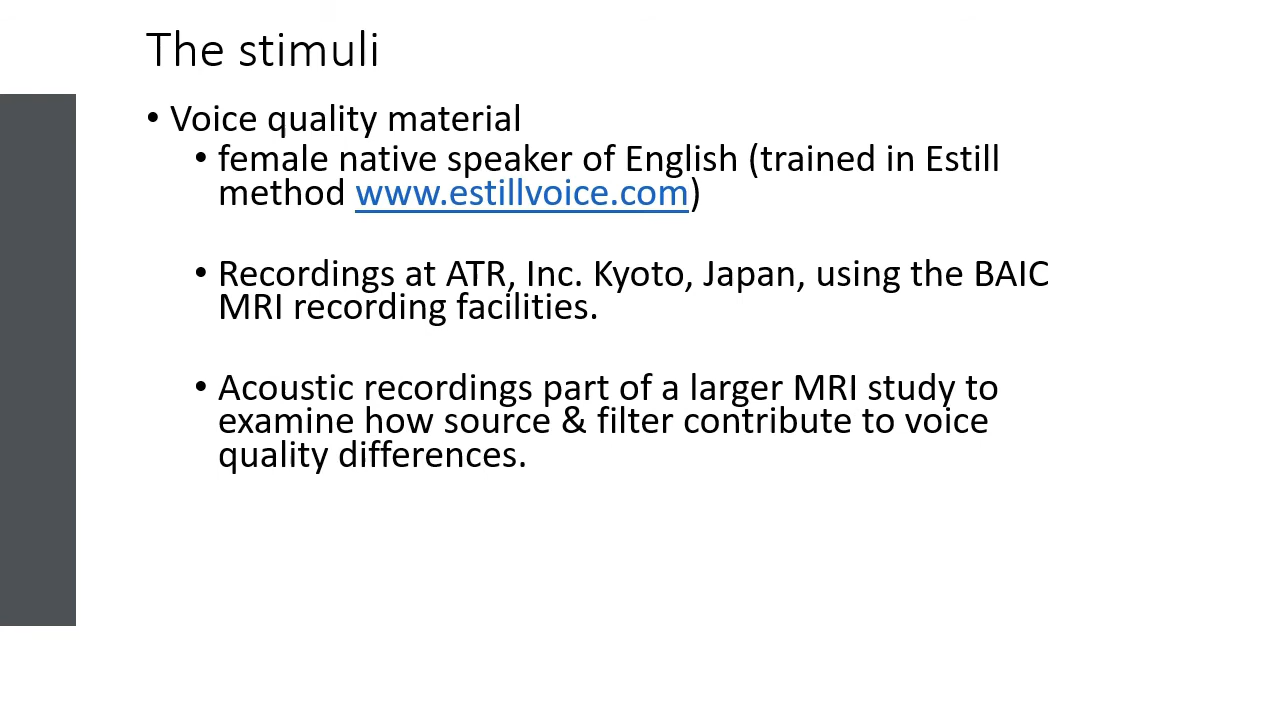 The stimuli
• Voice quality material
• female native speaker of English (trained in Estill
method www.estillvoice.com)
• Recordings at ATR, Inc. Kyoto, Japan, using the BAIC
MRI recording facilities.
• Acoustic recordings part of a larger MRI study to
examine how source & filter contribute to voice
quality differences.